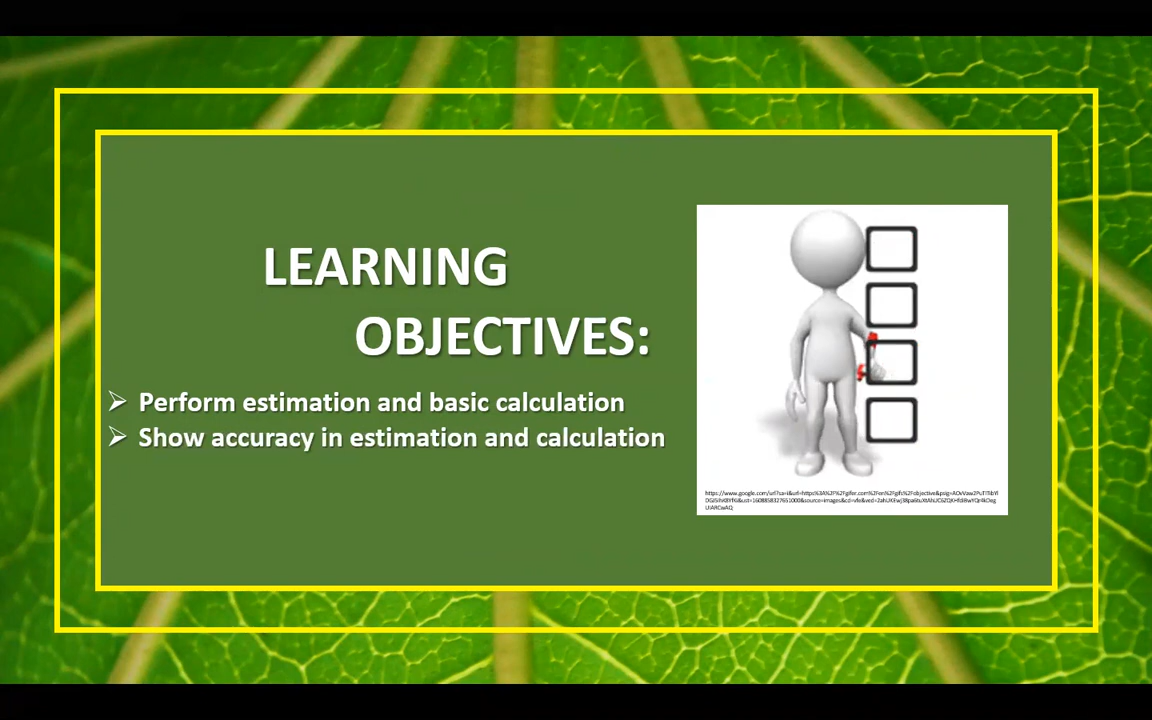 LEARNING
OBJECTIVES:
➢ Perform estimation and basic calculation
➢ Show accuracy in estimation and calculation